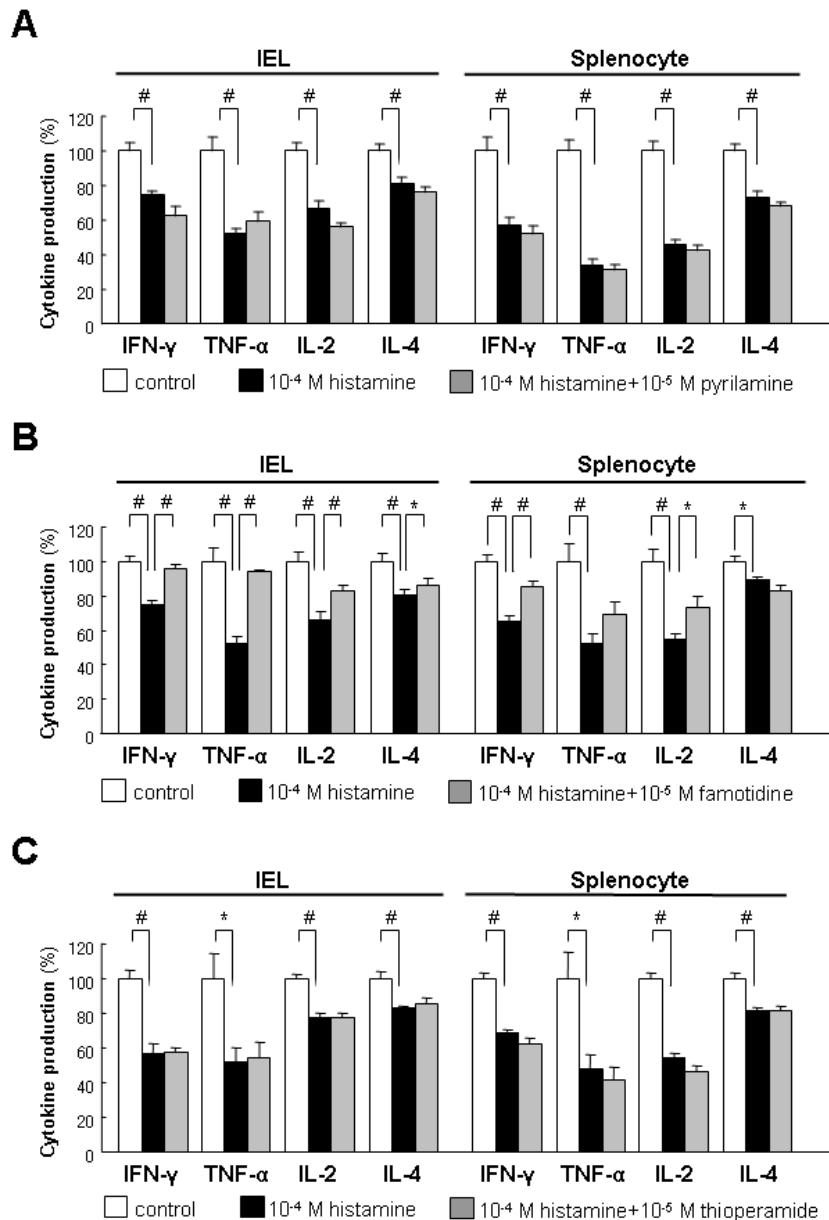 A
IEL Splenocyte
# # # # # # # #
Cytokine production (%)
120
100
80
60
40
20
0
IFN-γ TNF-α IL-2 IL-4 IFN-γ TNF-α IL-2 IL-4
control 10⁻⁴ M histamine 10⁻⁴ M histamine+10⁻⁵ M pyrilamine
B
IEL Splenocyte
# # # # # # # * # # # # * *
Cytokine production (%)
120
100
80
60
40
20
0
IFN-γ TNF-α IL-2 IL-4 IFN-γ TNF-α IL-2 IL-4
control 10⁻⁴ M histamine 10⁻⁴ M histamine+10⁻⁵ M famotidine
C
IEL Splenocyte
# * # # # * # #
Cytokine production (%)
120
100
80
60
40
20
0
IFN-γ TNF-α IL-2 IL-4 IFN-γ TNF-α IL-2 IL-4
control 10⁻⁴ M histamine 10⁻⁴ M histamine+10⁻⁵ M thioperamide